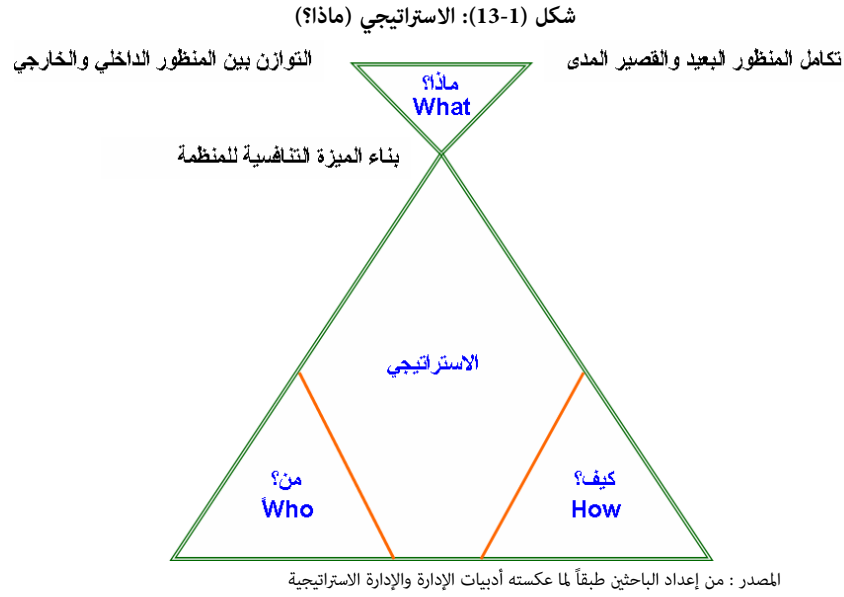 شكل (1-13): الاستراتيجي (ماذا؟)
تكامل المنظور البعيد والقصير المدى
التوازن بين المنظور الداخلي والخارجي
ماذا؟
What
بناء الميزة التنافسية للمنظمة
الاستراتيجي
كيف؟
How
من؟
Who
المصدر : من إعداد الباحثين طبقاً لما عكسته أدبيات الإدارة والإدارة الاستراتيجية